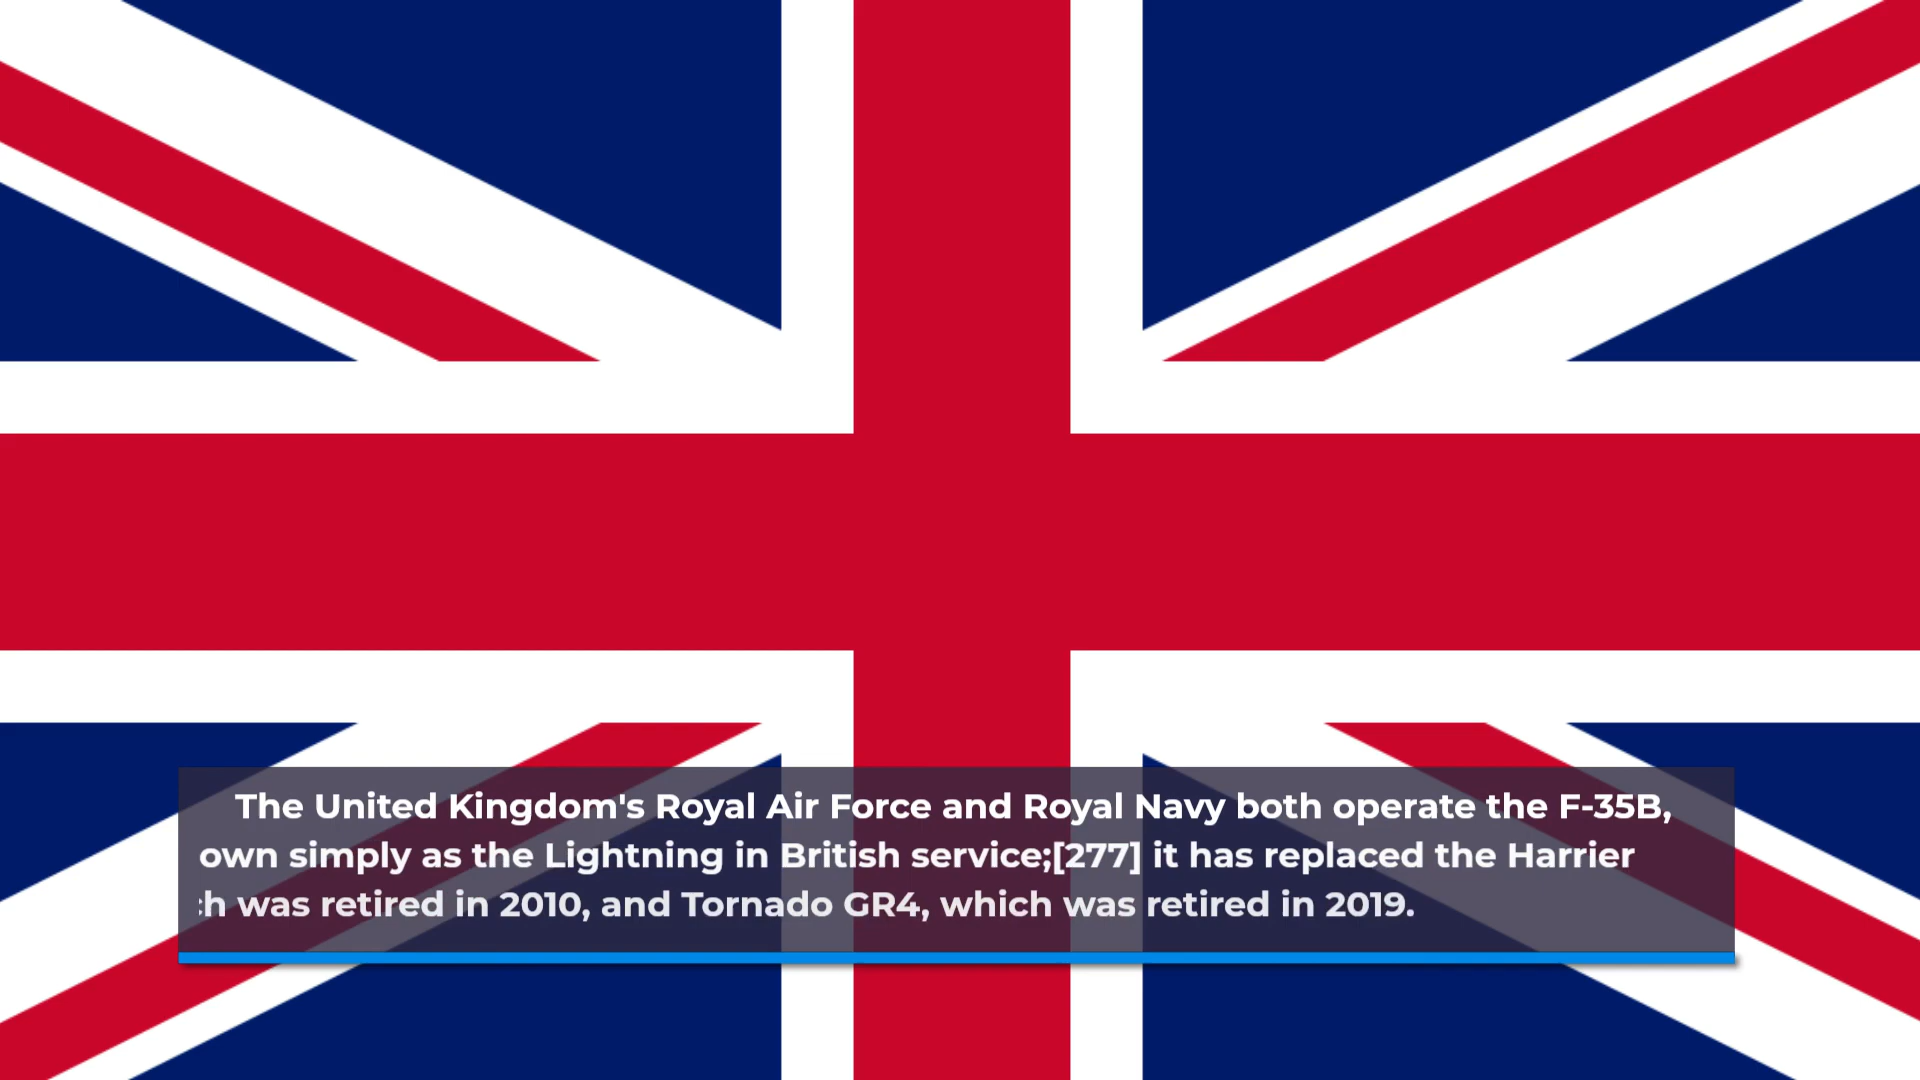 The United Kingdom's Royal Air Force and Royal Navy both operate the F-35B,
own simply as the Lightning in British service;[277] it has replaced the Harrier
was retired in 2010, and Tornado GR4, which was retired in 2019.